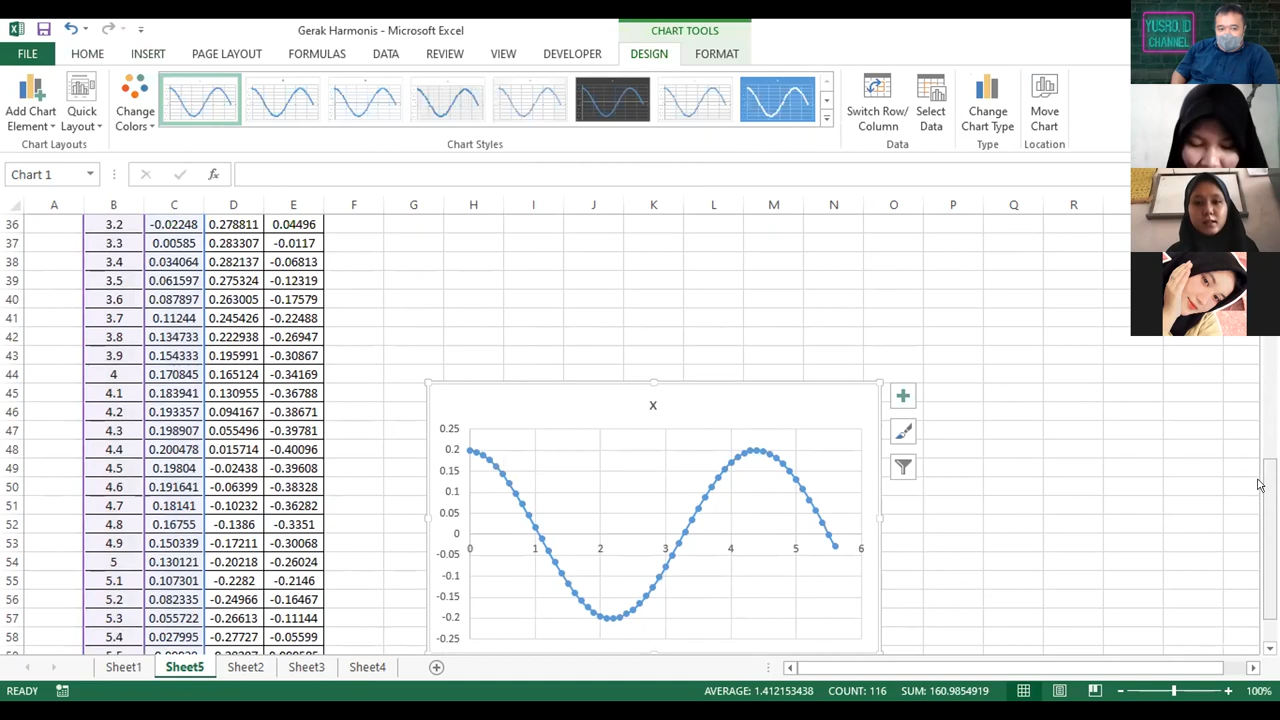 Gerak Harmonis - Microsoft Excel
CHART TOOLS
FILE HOME INSERT PAGE LAYOUT FORMULAS DATA REVIEW VIEW DEVELOPER DESIGN FORMAT
Add Chart Element
Quick Layout
Change Colors
Switch Row/ Column
Select Data
Change Chart Type
Move Chart
Chart Layouts
Chart Styles
Data
Type
Location
Chart 1
fx
A B C D E F G H I J K L M N O P Q R
36 3.2 -0.02248 0.278811 0.04496
37 3.3 0.00585 0.283307 -0.0117
38 3.4 0.034064 0.282137 -0.06813
39 3.5 0.061597 0.275324 -0.12319
40 3.6 0.087897 0.263005 -0.17579
41 3.7 0.11244 0.245426 -0.22488
42 3.8 0.134733 0.222938 -0.26947
43 3.9 0.154333 0.195991 -0.30867
44 4 0.170845 0.165124 -0.34169
45 4.1 0.183941 0.130955 -0.36788
46 4.2 0.193357 0.094167 -0.38671
47 4.3 0.198907 0.055496 -0.39781
48 4.4 0.200478 0.015714 -0.40096
49 4.5 0.19804 -0.02438 -0.39608
50 4.6 0.191641 -0.06399 -0.38328
51 4.7 0.18141 -0.10232 -0.36282
52 4.8 0.16755 -0.1386 -0.3351
53 4.9 0.150339 -0.17211 -0.30068
54 5 0.130121 -0.20218 -0.26024
55 5.1 0.107301 -0.2282 -0.2146
56 5.2 0.082335 -0.24966 -0.16467
57 5.3 0.055722 -0.26613 -0.11144
58 5.4 0.027995 -0.27727 -0.05599
X
0.25
0.2
0.15
0.1
0.05
0
-0.05
-0.1
-0.15
-0.2
-0.25
0 1 2 3 4 5 6
Sheet1 Sheet5 Sheet2 Sheet3 Sheet4
READY
AVERAGE: 1.412153438 COUNT: 116 SUM: 160.9854919
100%
YUSRO.ID
CHANNEL